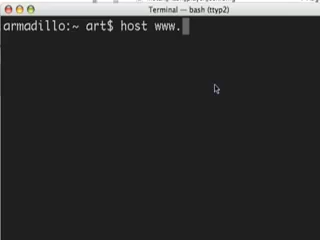 Terminal — bash (ttyp2)
armadillo:~ art$ host www.